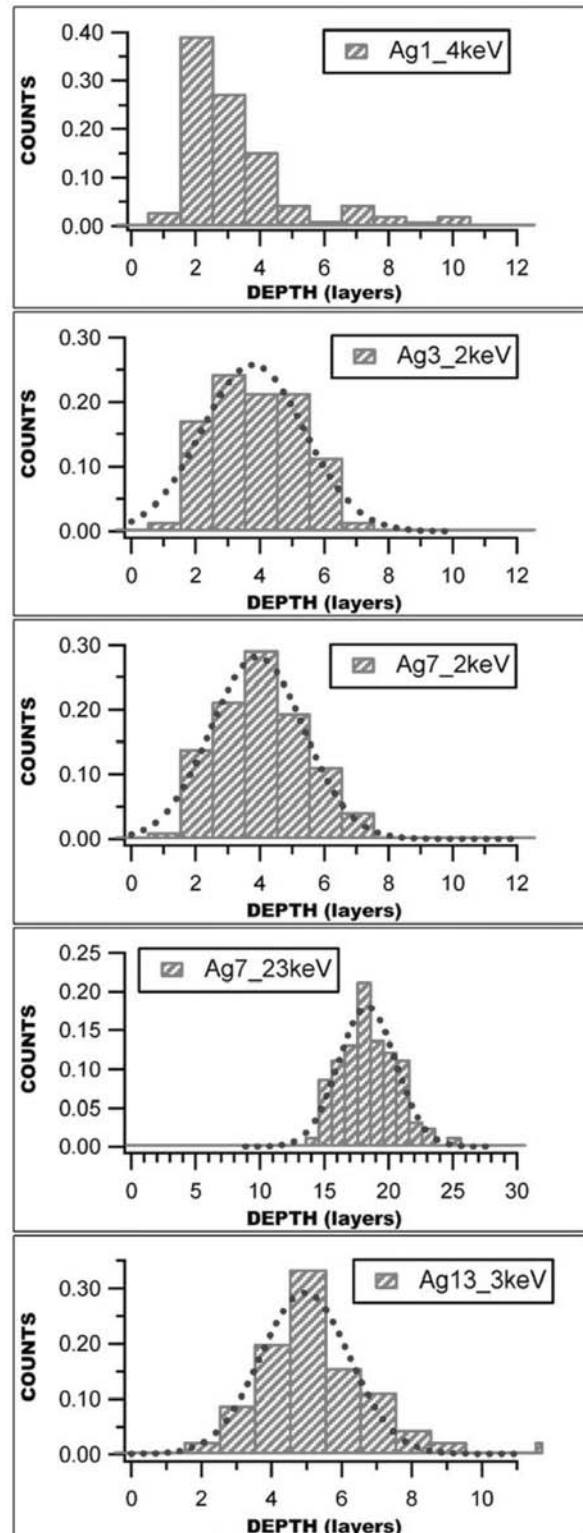 Ag1_4keV
COUNTS
0.40
0.30
0.20
0.10
0.00
0 2 4 6 8 10 12
DEPTH (layers)
Ag3_2keV
COUNTS
0.30
0.20
0.10
0.00
0 2 4 6 8 10 12
DEPTH (layers)
Ag7_2keV
COUNTS
0.30
0.20
0.10
0.00
0 2 4 6 8 10 12
DEPTH (layers)
Ag7_23keV
COUNTS
0.25
0.20
0.15
0.10
0.05
0.00
0 5 10 15 20 25 30
DEPTH (layers)
Ag13_3keV
COUNTS
0.30
0.20
0.10
0.00
0 2 4 6 8 10
DEPTH (layers)